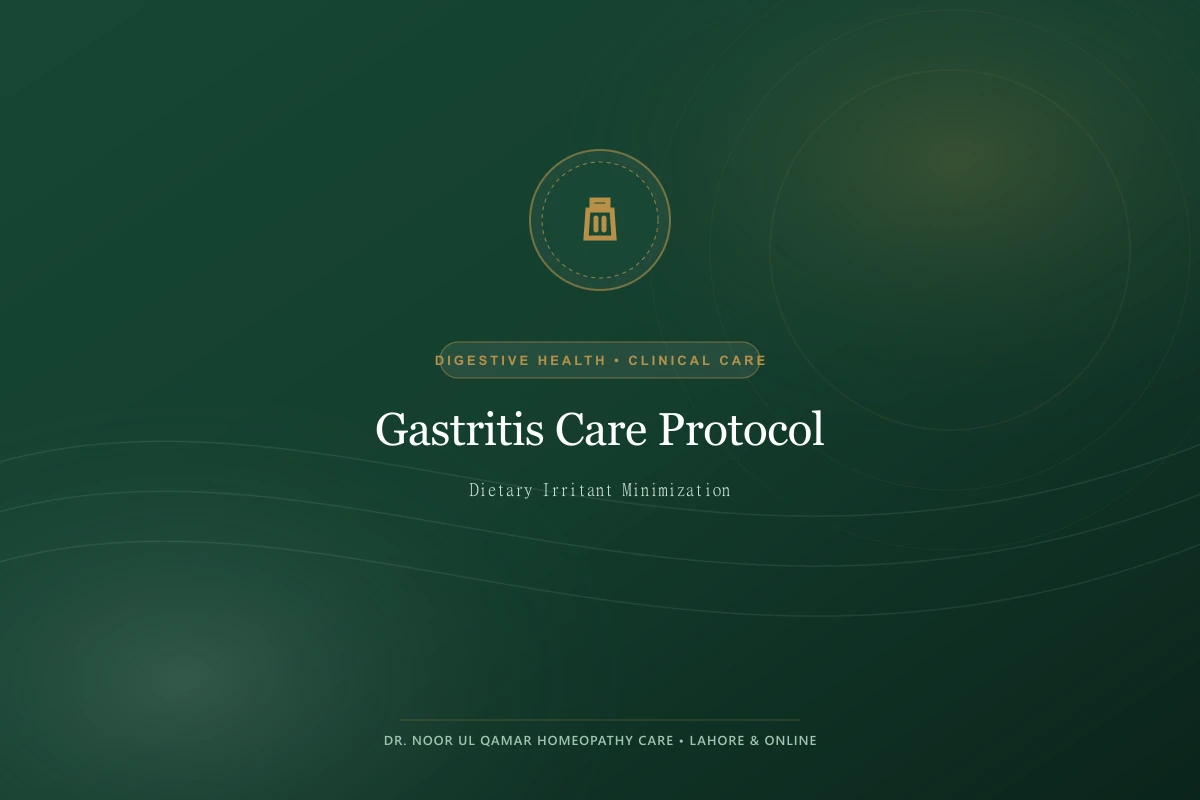 DIGESTIVE HEALTH • CLINICAL CARE
Gastritis Care Protocol
Dietary Irritant Minimization
DR. NOOR UL QAMAR HOMEOPATHY CARE • LAHORE & ONLINE